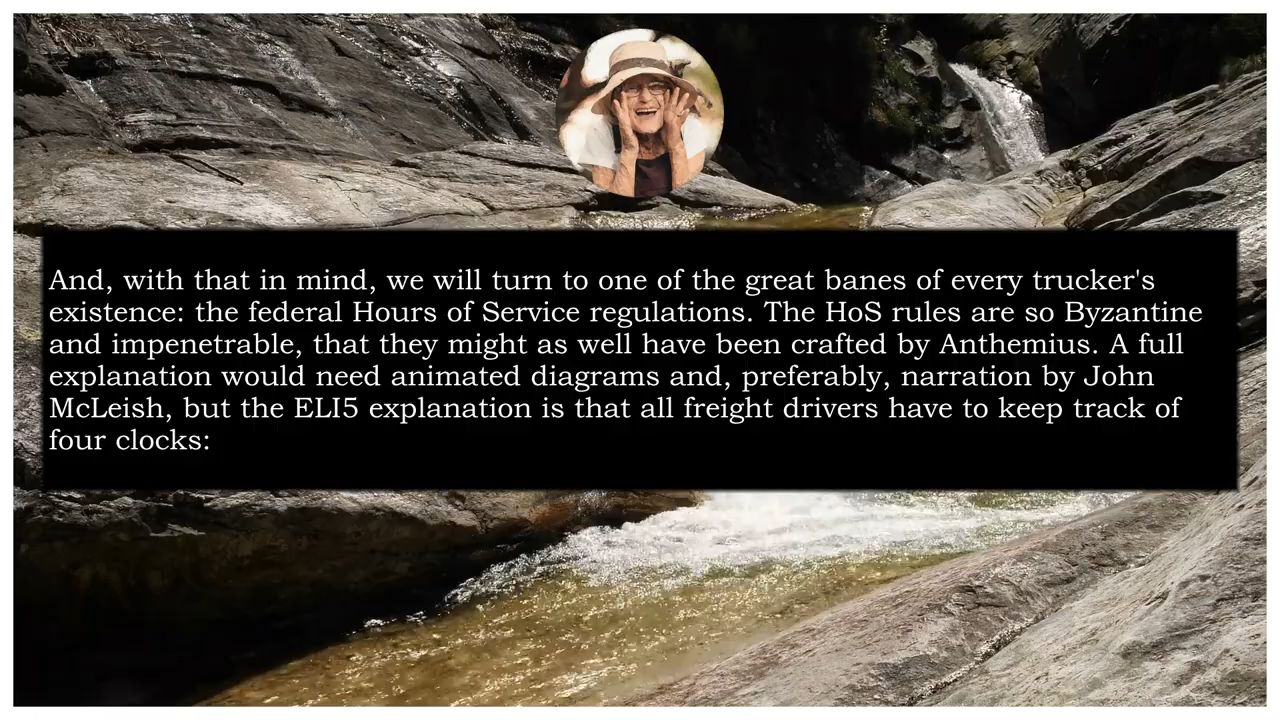 And, with that in mind, we will turn to one of the great banes of every trucker's
existence: the federal Hours of Service regulations. The HoS rules are so Byzantine
and impenetrable, that they might as well have been crafted by Anthemius. A full
explanation would need animated diagrams and, preferably, narration by John
McLeish, but the ELI5 explanation is that all freight drivers have to keep track of
four clocks: